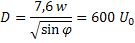 D = 7,6 w / √sin φ = 600 U₀